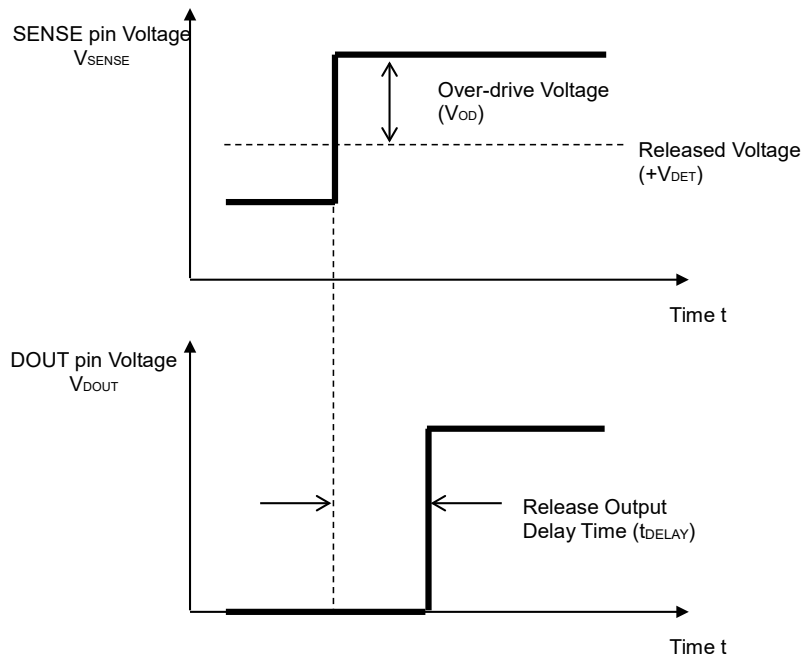 SENSE pin Voltage
VSENSE
Over-drive Voltage
(VOD)
Released Voltage
(+VDET)
Time t
DOUT pin Voltage
VDOUT
Release Output
Delay Time (tDELAY)
Time t